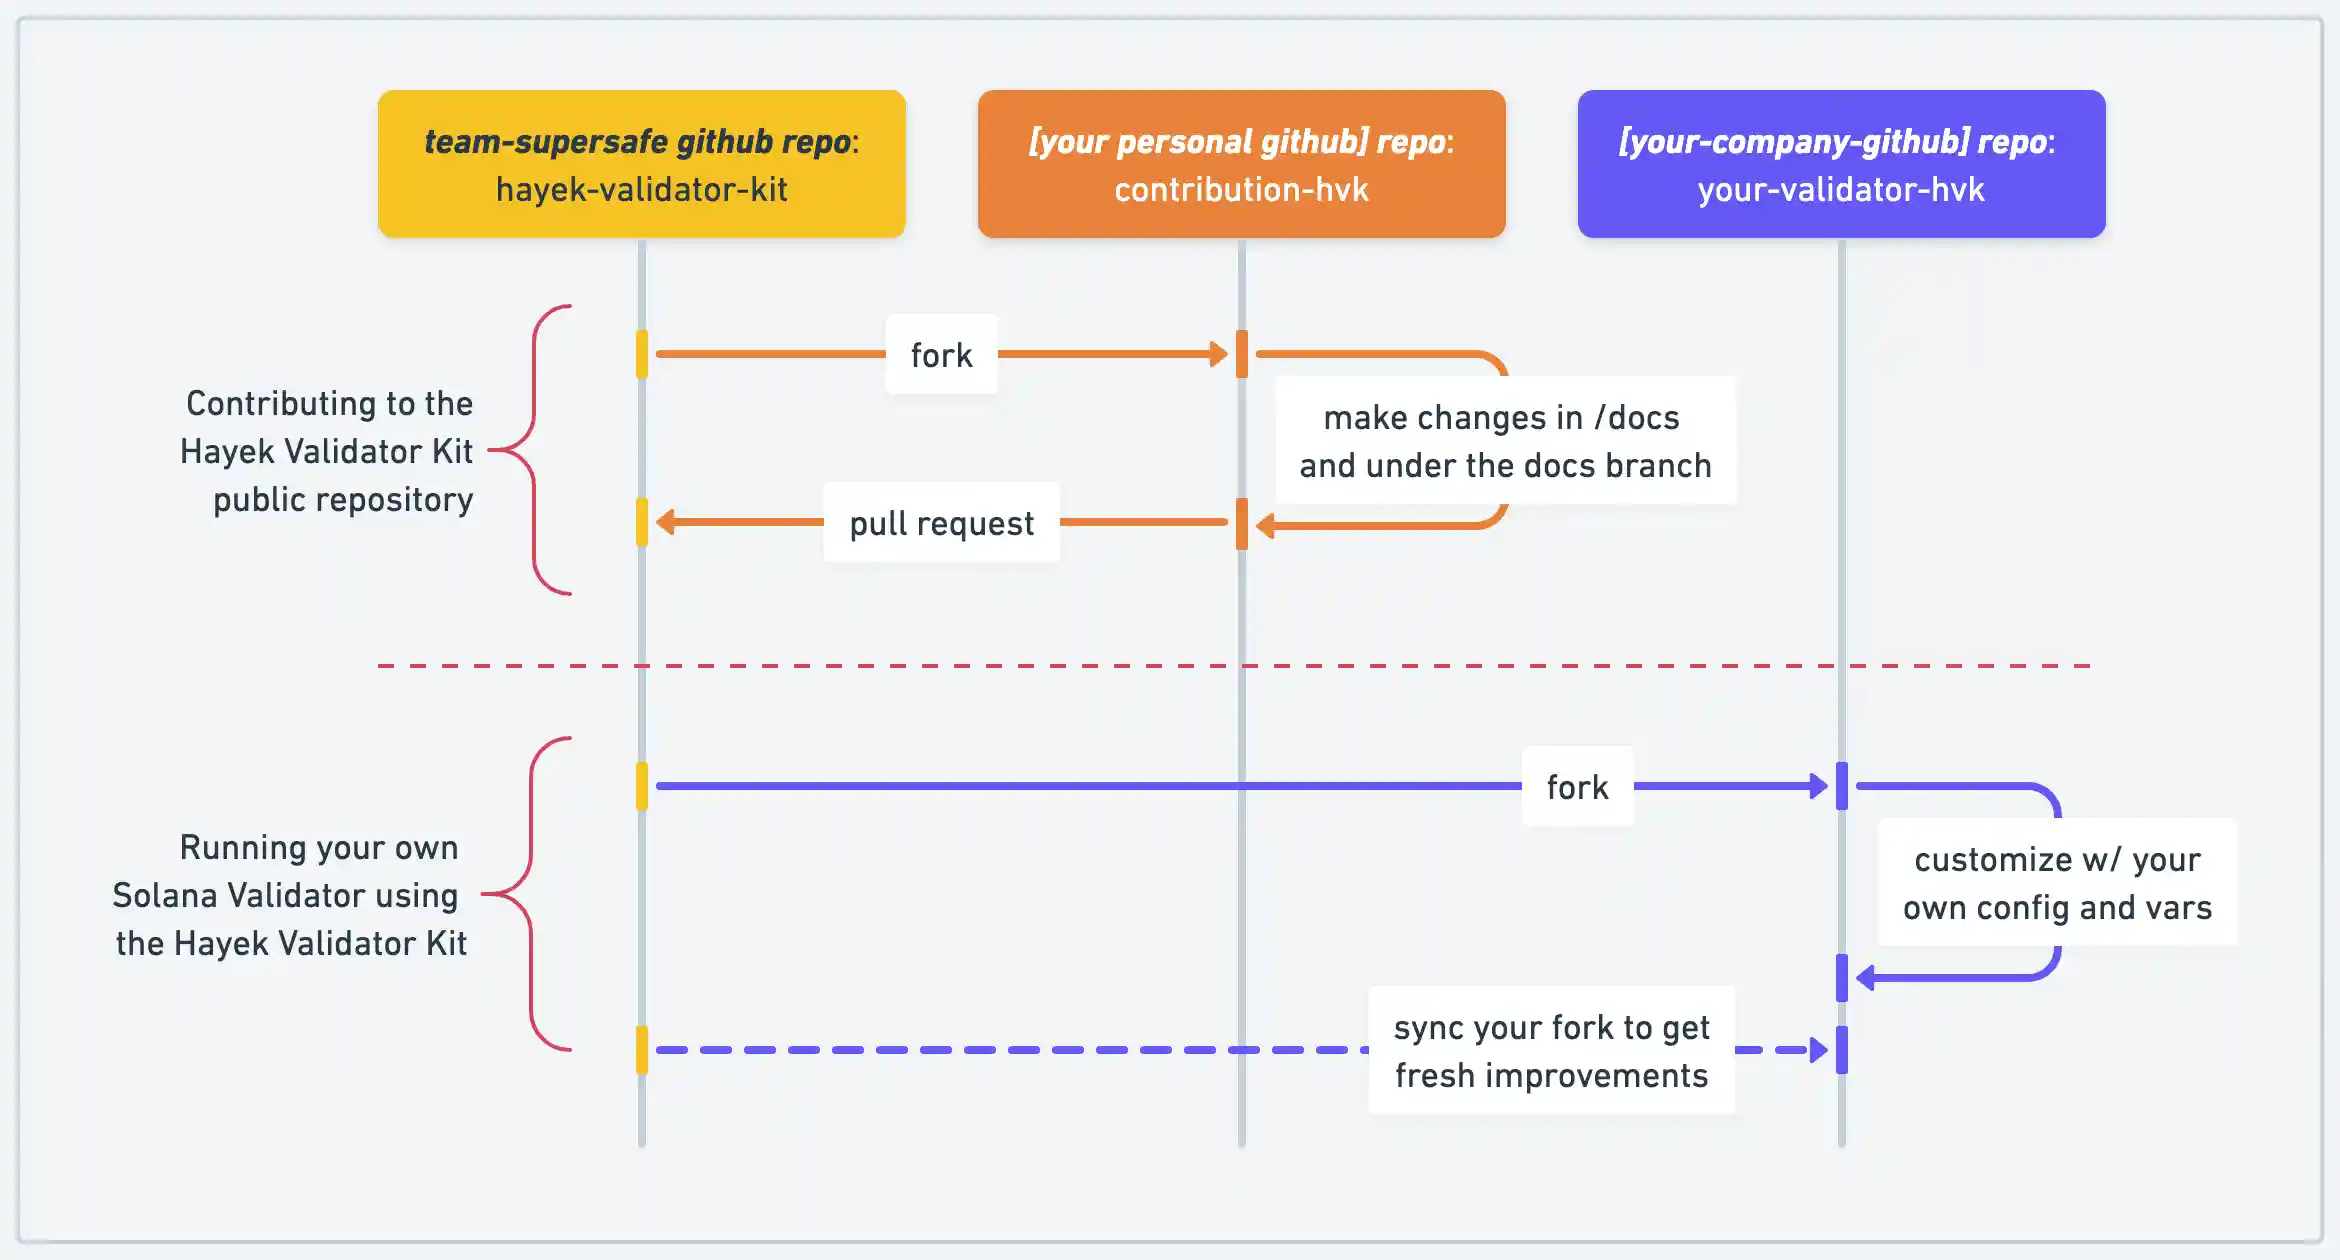 team-supersafe github repo:
hayek-validator-kit
[your personal github] repo:
contribution-hvk
[your-company-github] repo:
your-validator-hvk
Contributing to the
Hayek Validator Kit
public repository
fork
make changes in /docs
and under the docs branch
pull request
Running your own
Solana Validator using
the Hayek Validator Kit
fork
customize w/ your
own config and vars
sync your fork to get
fresh improvements